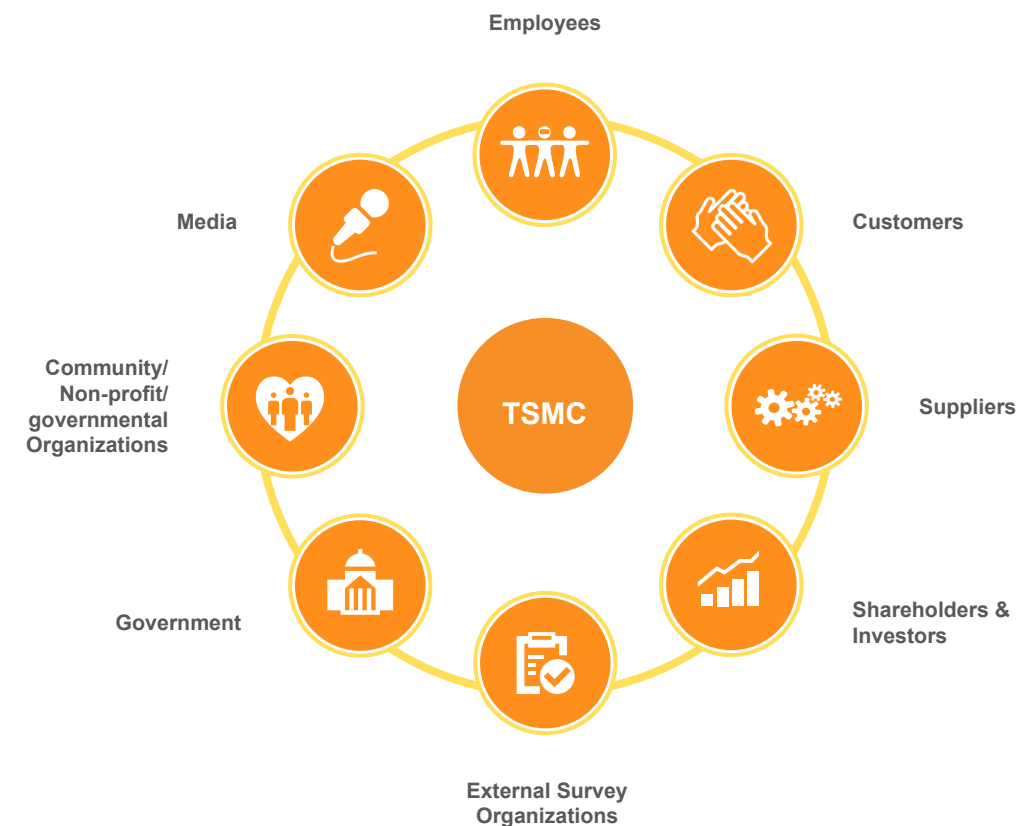 Employees
Media
Customers
Community/
Non-profit/
governmental
Organizations
TSMC
Suppliers
Government
Shareholders &
Investors
External Survey
Organizations